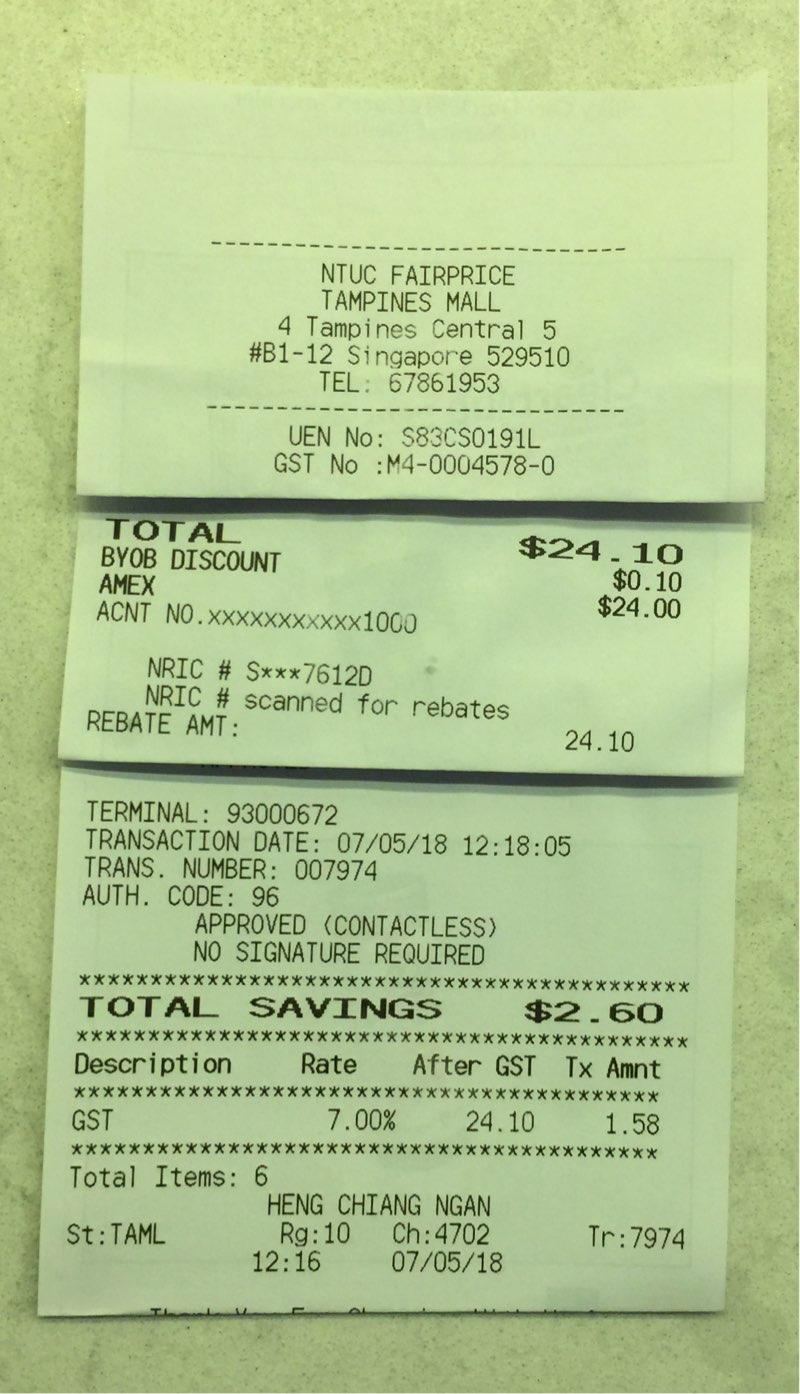 NTUC FAIRPRICE
TAMPINES MALL
4 Tampines Central 5
#B1-12 Singapore 529510
TEL: 67861953
UEN No: S83CS0191L
GST No :M4-0004578-0
TOTAL $24.10
BYOB DISCOUNT $0.10
AMEX $24.00
ACNT NO.xxxxxxxxxxx1000
NRIC # S***7612D
NRIC # scanned for rebates
REBATE AMT: 24.10
TERMINAL: 93000672
TRANSACTION DATE: 07/05/18 12:18:05
TRANS. NUMBER: 007974
AUTH. CODE: 96
APPROVED (CONTACTLESS)
NO SIGNATURE REQUIRED
TOTAL SAVINGS $2.60
Description Rate After GST Tx Amnt
GST 7.00% 24.10 1.58
Total Items: 6
HENG CHIANG NGAN
St:TAML Rg:10 Ch:4702 Tr:7974
12:16 07/05/18